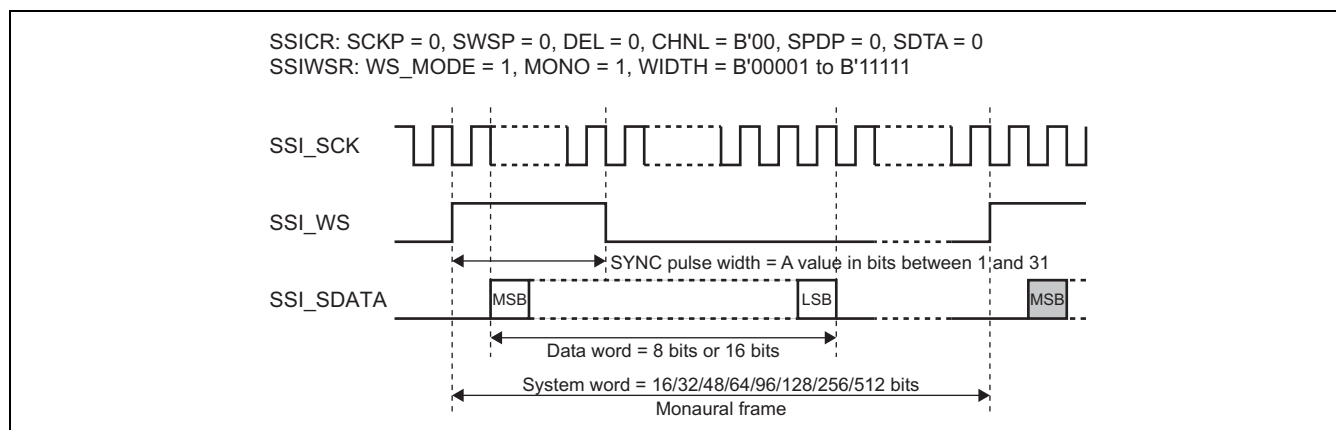 SSICR: SCKP = 0, SWSP = 0, DEL = 0, CHNL = B'00, SPDP = 0, SDTA = 0
SSIWSR: WS_MODE = 1, MONO = 1, WIDTH = B'00001 to B'11111
SSI_SCK
SSI_WS
SYNC pulse width = A value in bits between 1 and 31
SSI_SDATA
MSB
LSB
MSB
Data word = 8 bits or 16 bits
System word = 16/32/48/64/96/128/256/512 bits
Monaural frame